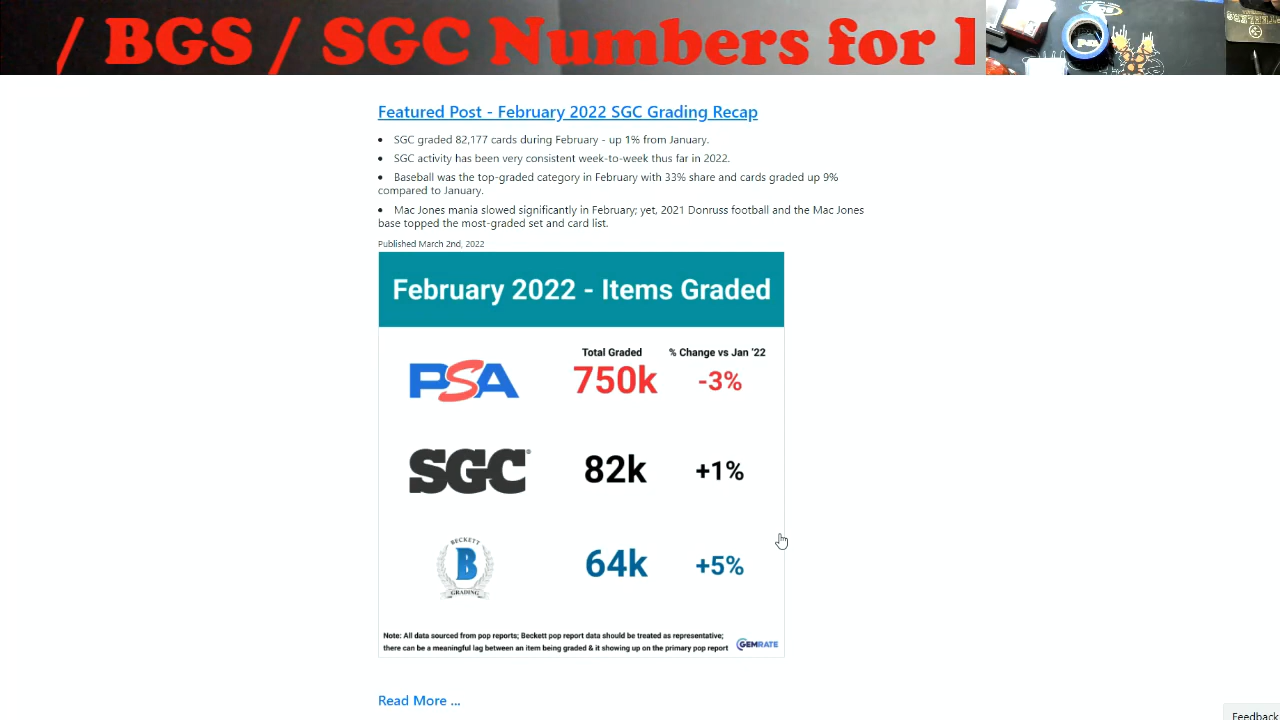 / BGS / SGC Numbers for l
Featured Post - February 2022 SGC Grading Recap
• SGC graded 82,177 cards during February - up 1% from January.
• SGC activity has been very consistent week-to-week thus far in 2022.
• Baseball was the top-graded category in February with 33% share and cards graded up 9%
compared to January.
• Mac Jones mania slowed significantly in February; yet, 2021 Donruss football and the Mac Jones
base topped the most-graded set and card list.
Published March 2nd, 2022
February 2022 - Items Graded
Total Graded % Change vs Jan '22
PSA 750k -3%
SGC® 82k +1%
BECKETT
B 64k +5%
GRADING
Note: All data sourced from pop reports; Beckett pop report data should be treated as representative;
there can be a meaningful lag between an item being graded & it showing up on the primary pop report
GEMRATE
Read More ...
Feedback